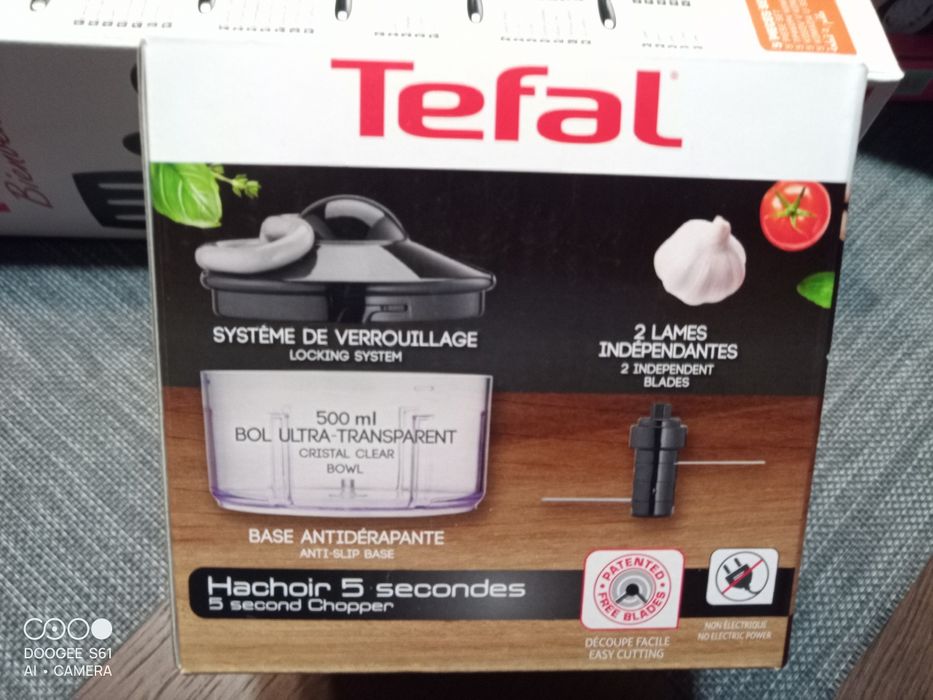 Tefal
SYSTÈME DE VERROUILLAGE
LOCKING SYSTEM
2 LAMES
INDÉPENDANTES
2 INDEPENDENT
BLADES
500 ml
BOL ULTRA-TRANSPARENT
CRISTAL CLEAR
BOWL
BASE ANTIDÉRAPANTE
ANTI-SLIP BASE
Hachoir 5 secondes
5 second Chopper
PATENTED
FREE BLADES
DÉCOUPE FACILE
EASY CUTTING
NON ÉLECTRIQUE
NO ELECTRIC POWER
DOOGEE S61
AI • CAMERA